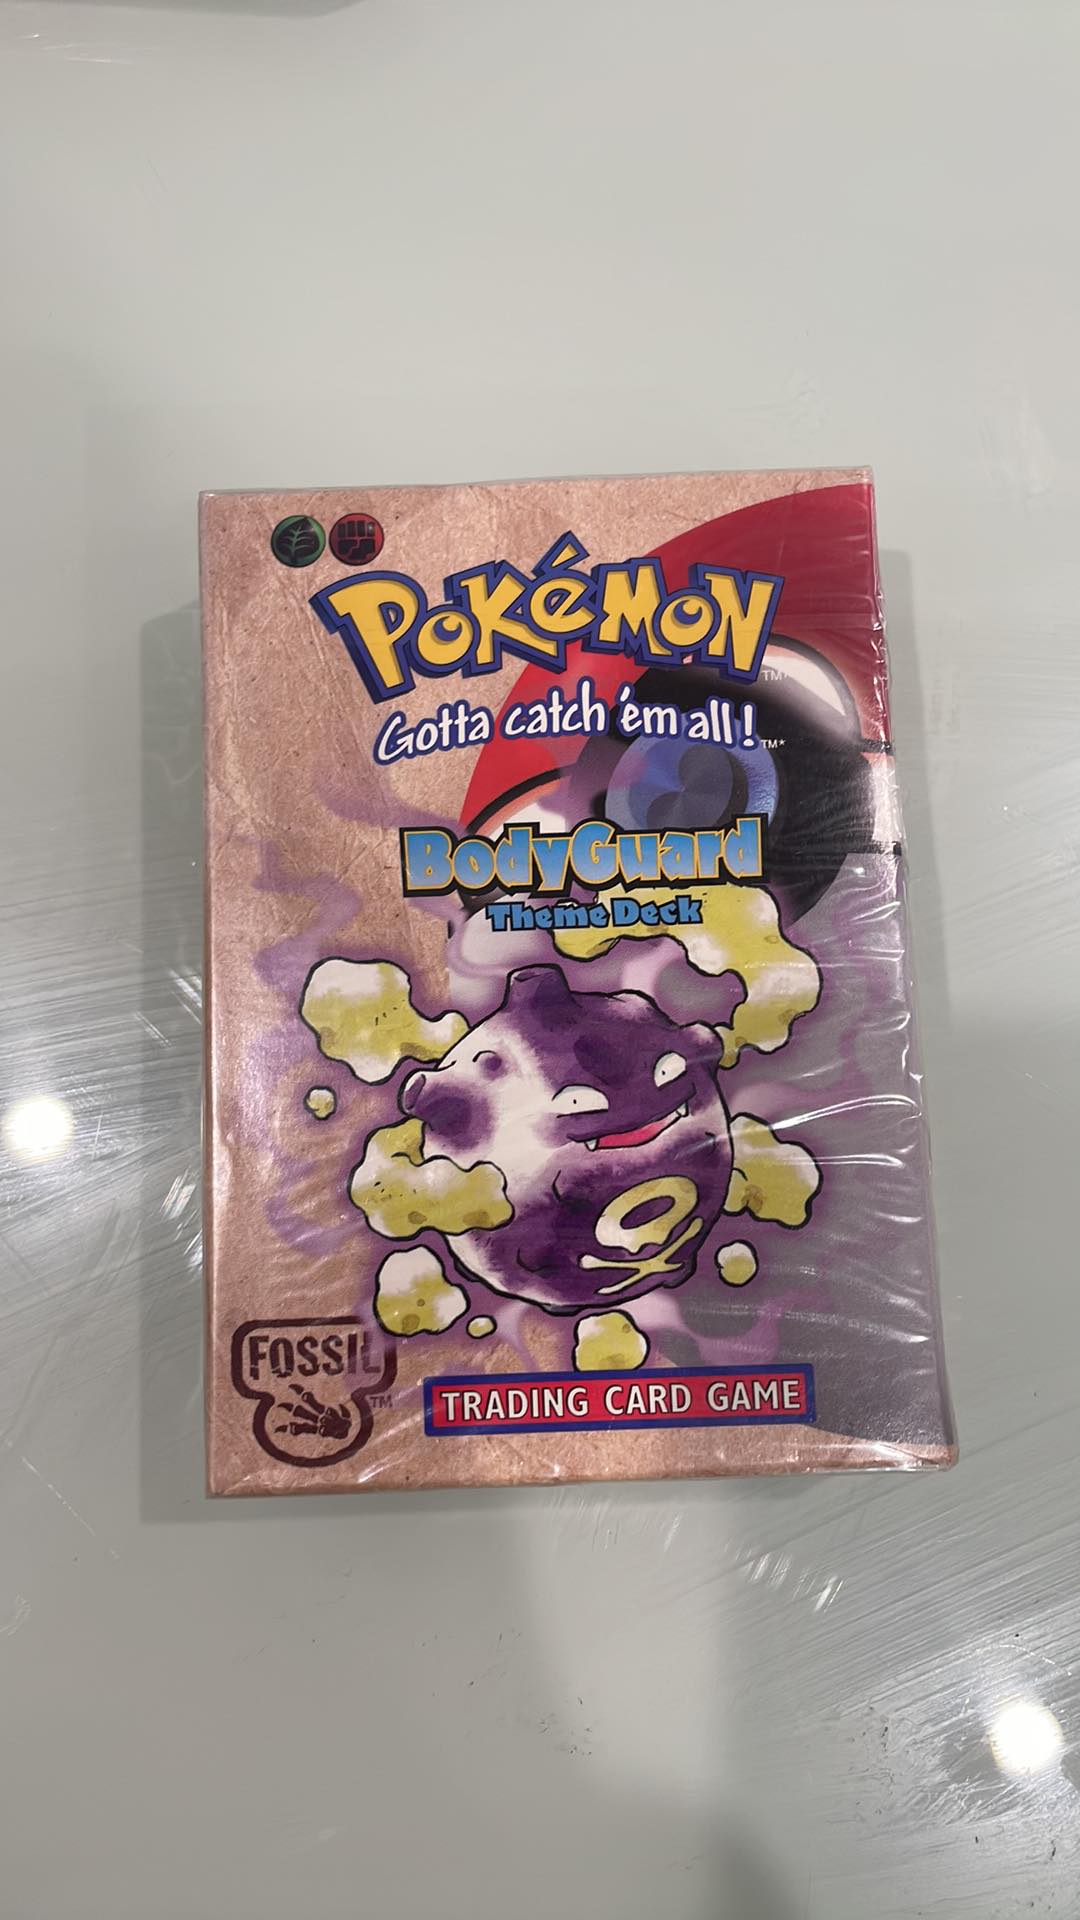 POKéMON
TM
Gotta catch 'em all!
TM*
BodyGuard
Theme Deck
FOSSIL
TM
TRADING CARD GAME